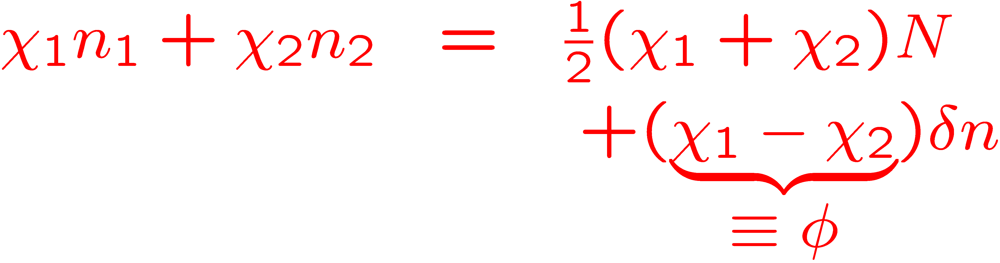 χ₁n₁ + χ₂n₂ = ½(χ₁ + χ₂)N
+(χ₁ − χ₂)δn
≡ ϕ